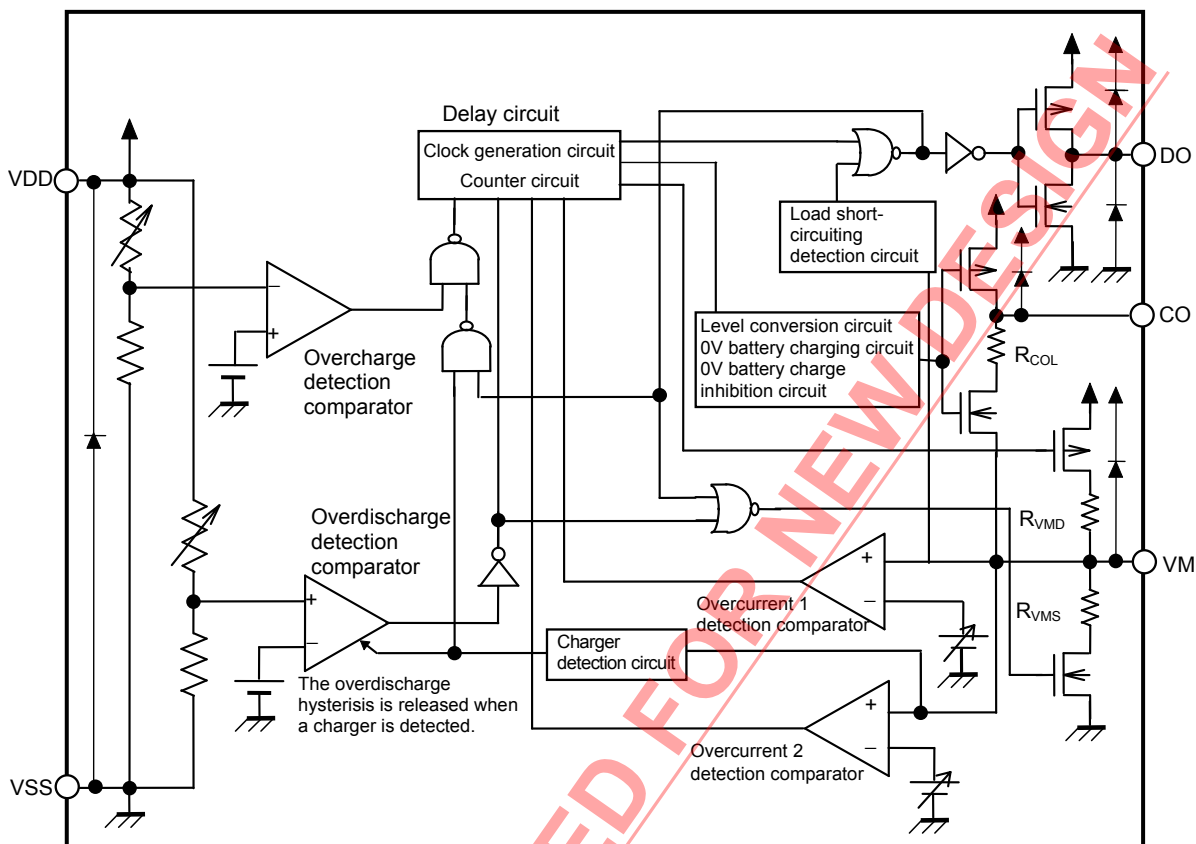 Delay circuit
Clock generation circuit
Counter circuit
VDD
DO
Load short-
circuiting
detection circuit
CO
Level conversion circuit
0V battery charging circuit
0V battery charge
inhibition circuit
RCOL
−
+
Overcharge
detection
comparator
Overdischarge
detection
comparator
RVMD
VM
+
−
Overcurrent 1
detection comparator
RVMS
+
−
Charger
detection circuit
The overdischarge
hysterisis is released when
a charger is detected.
+
−
Overcurrent 2
detection comparator
VSS
ED FOR NEW DESIGN